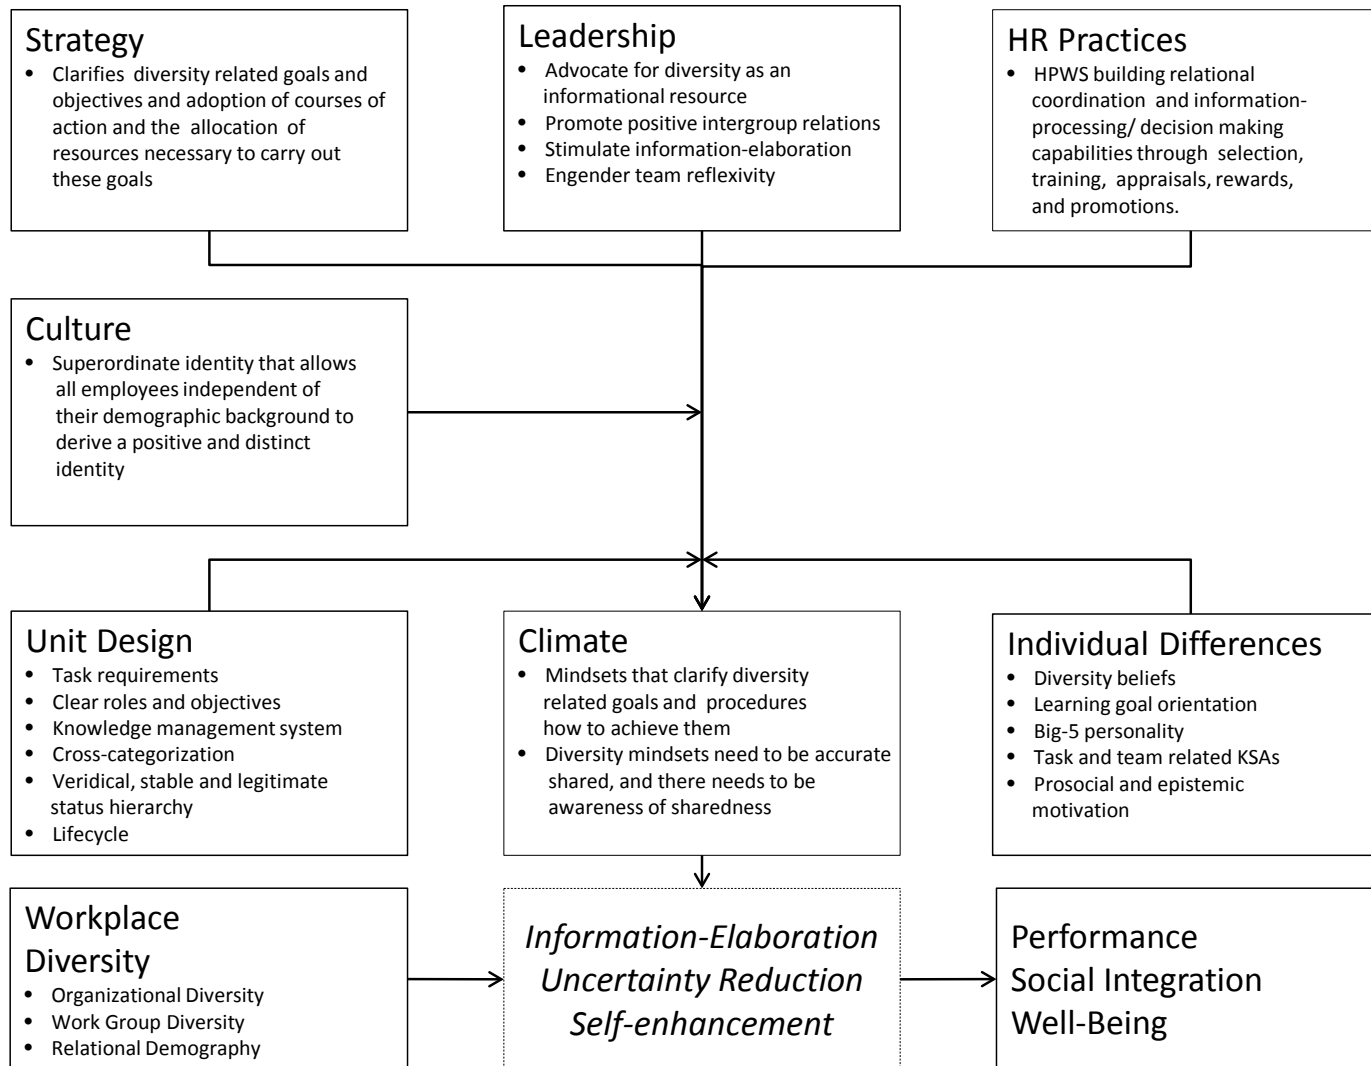 Strategy
• Clarifies diversity related goals and
objectives and adoption of courses of
action and the allocation of
resources necessary to carry out
these goals
Leadership
• Advocate for diversity as an
informational resource
• Promote positive intergroup relations
• Stimulate information-elaboration
• Engender team reflexivity
HR Practices
• HPWS building relational
coordination and information-
processing/ decision making
capabilities through selection,
training, appraisals, rewards,
and promotions.
Culture
• Superordinate identity that allows
all employees independent of
their demographic background to
derive a positive and distinct
identity
Unit Design
• Task requirements
• Clear roles and objectives
• Knowledge management system
• Cross-categorization
• Veridical, stable and legitimate
status hierarchy
• Lifecycle
Climate
• Mindsets that clarify diversity
related goals and procedures
how to achieve them
• Diversity mindsets need to be accurate
shared, and there needs to be
awareness of sharedness
Individual Differences
• Diversity beliefs
• Learning goal orientation
• Big-5 personality
• Task and team related KSAs
• Prosocial and epistemic
motivation
Workplace
Diversity
• Organizational Diversity
• Work Group Diversity
• Relational Demography
Information-Elaboration
Uncertainty Reduction
Self-enhancement
Performance
Social Integration
Well-Being